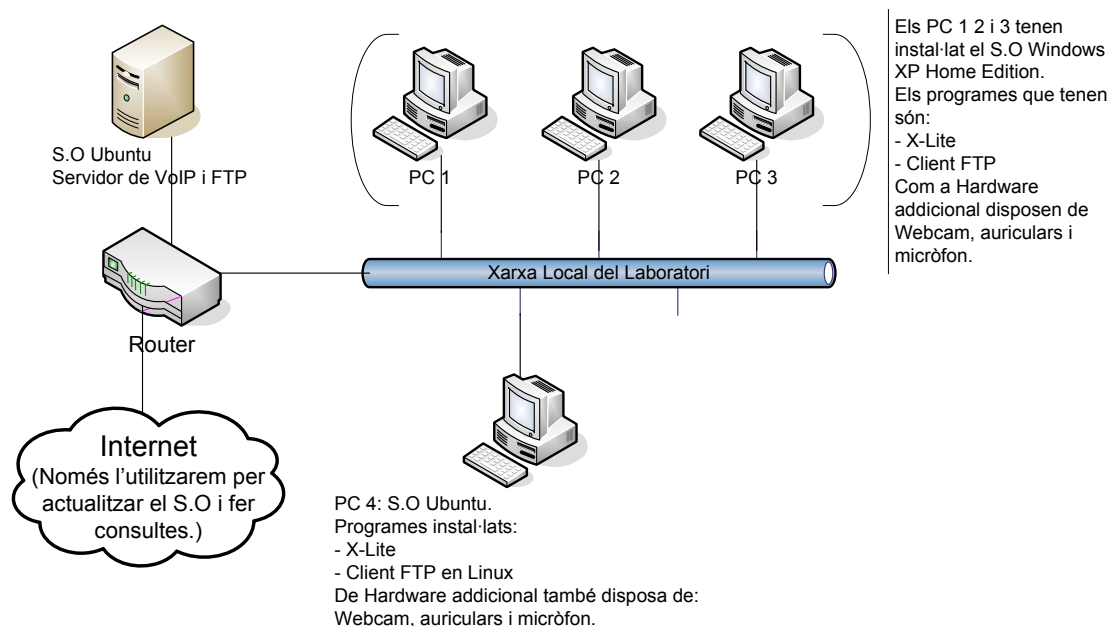 S.O Ubuntu
Servidor de VoIP i FTP
PC 1
PC 2
PC 3
Els PC 1 2 i 3 tenen
instal·lat el S.O Windows
XP Home Edition.
Els programes que tenen
són:
- X-Lite
- Client FTP
Com a Hardware
addicional disposen de
Webcam, auriculars i
micròfon.
Xarxa Local del Laboratori
Router
Internet
(Només l'utilitzarem per
actualitzar el S.O i fer
consultes.)
PC 4: S.O Ubuntu.
Programes instal·lats:
- X-Lite
- Client FTP en Linux
De Hardware addicional també disposa de:
Webcam, auriculars i micròfon.